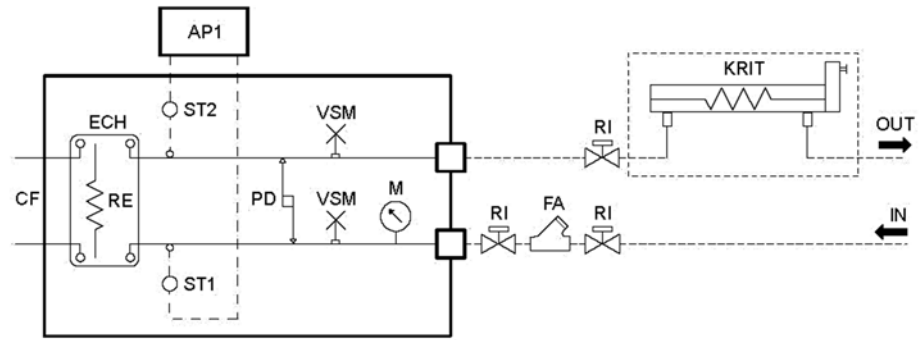 AP1
KRIT
ST2
VSM
ECH
RI
OUT
CF
RE
PD
VSM
M
RI
FA
RI
IN
ST1